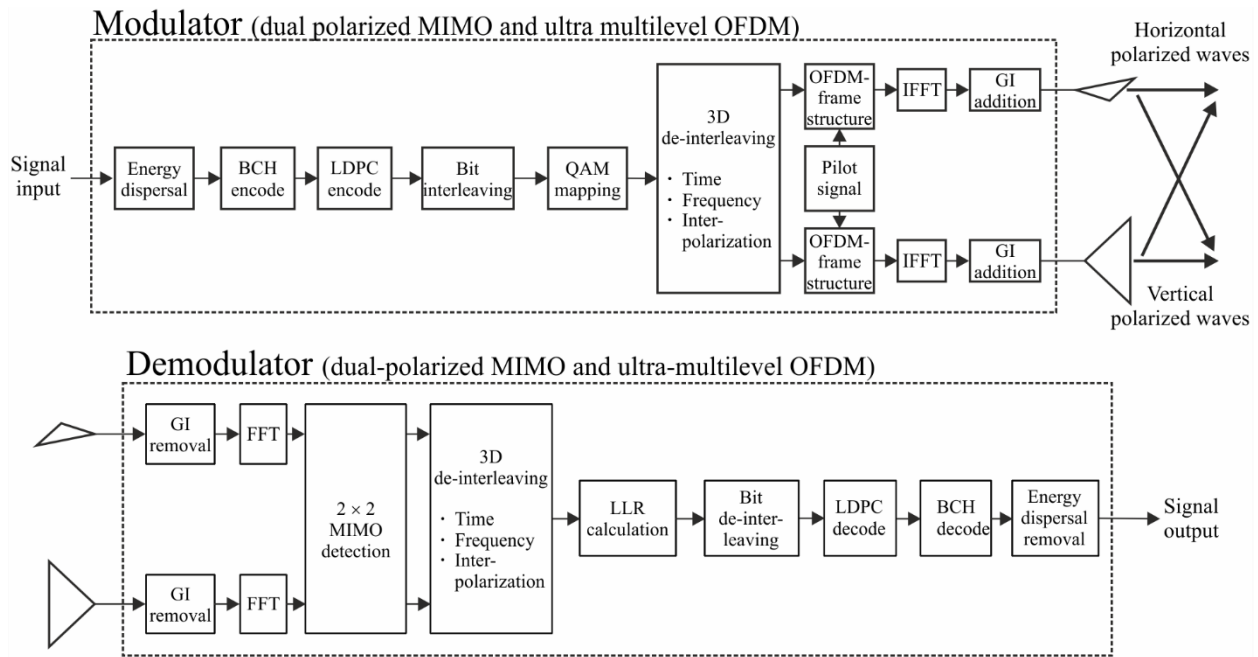 Modulator (dual polarized MIMO and ultra multilevel OFDM)
Signal
input
Energy
dispersal
BCH
encode
LDPC
encode
Bit
interleaving
QAM
mapping
3D
de-interleaving
· Time
· Frequency
· Inter-
polarization
OFDM-
frame
structure
IFFT
GI
addition
Pilot
signal
OFDM-
frame
structure
IFFT
GI
addition
Horizontal
polarized waves
Vertical
polarized waves
Demodulator (dual-polarized MIMO and ultra-multilevel OFDM)
GI
removal
FFT
GI
removal
FFT
2 × 2
MIMO
detection
3D
de-interleaving
· Time
· Frequency
· Inter-
polarization
LLR
calculation
Bit
de-inter-
leaving
LDPC
decode
BCH
decode
Energy
dispersal
removal
Signal
output